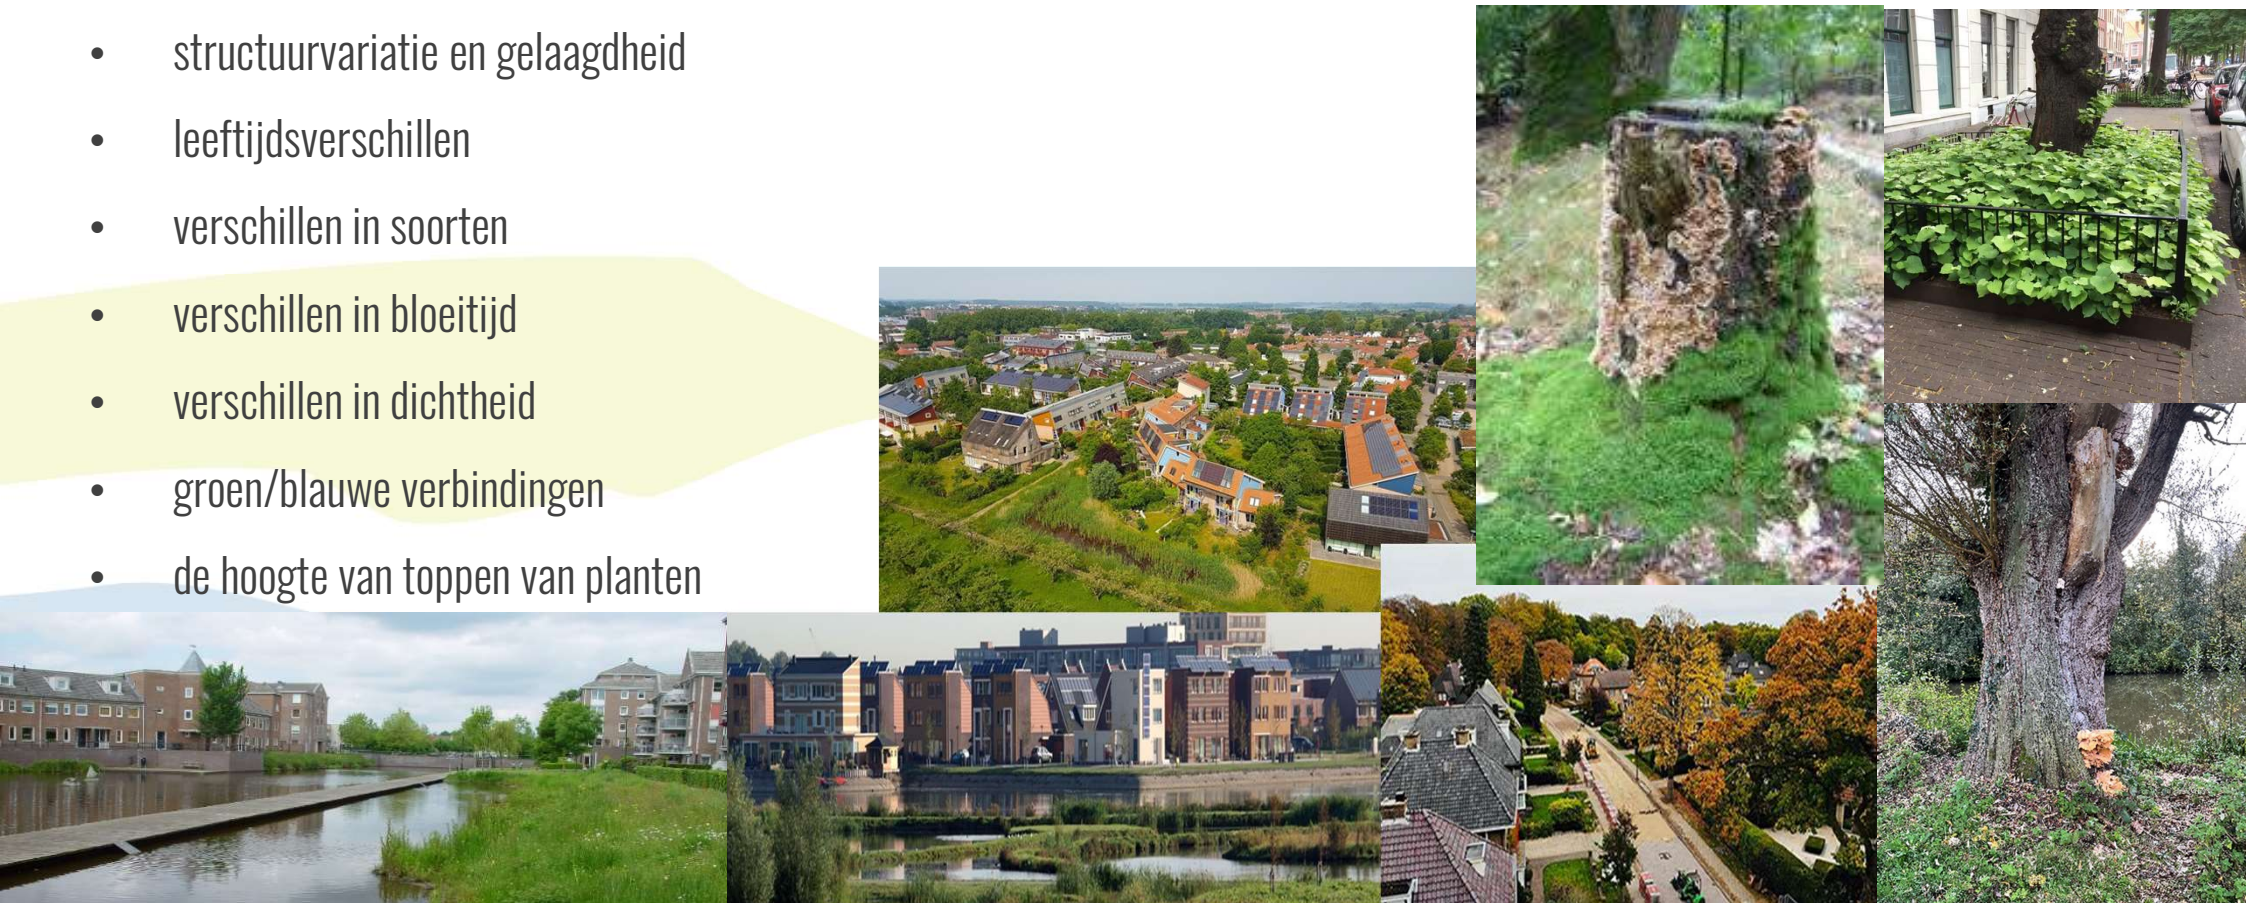 • structuurvariatie en gelaagdheid
• leeftijdsverschillen
• verschillen in soorten
• verschillen in bloeitijd
• verschillen in dichtheid
• groen/blauwe verbindingen
• de hoogte van toppen van planten